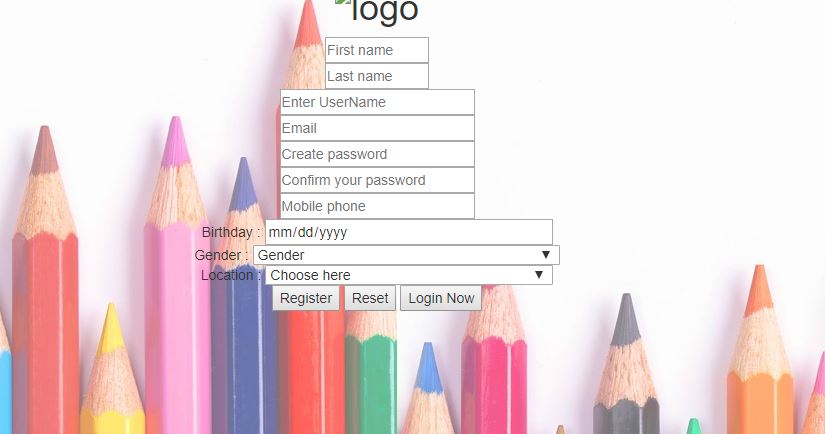 logo
First name
Last name
Enter UserName
Email
Create password
Confirm your password
Mobile phone
Birthday : mm/dd/yyyy
Gender : Gender
Location : Choose here
Register Reset Login Now